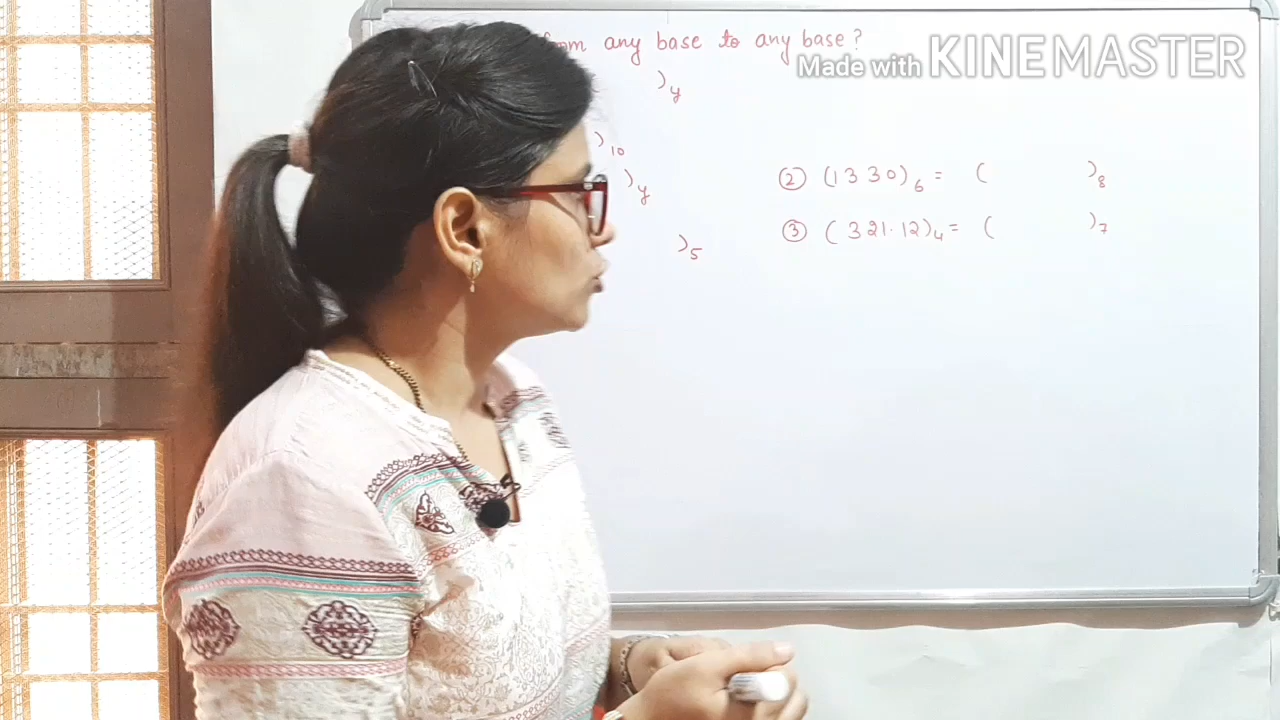 from any base to any base ?
Made with KINEMASTER
)y
)10
)y
② (1330)6 = ( )8
③ (321.12)4 = ( )7
)5